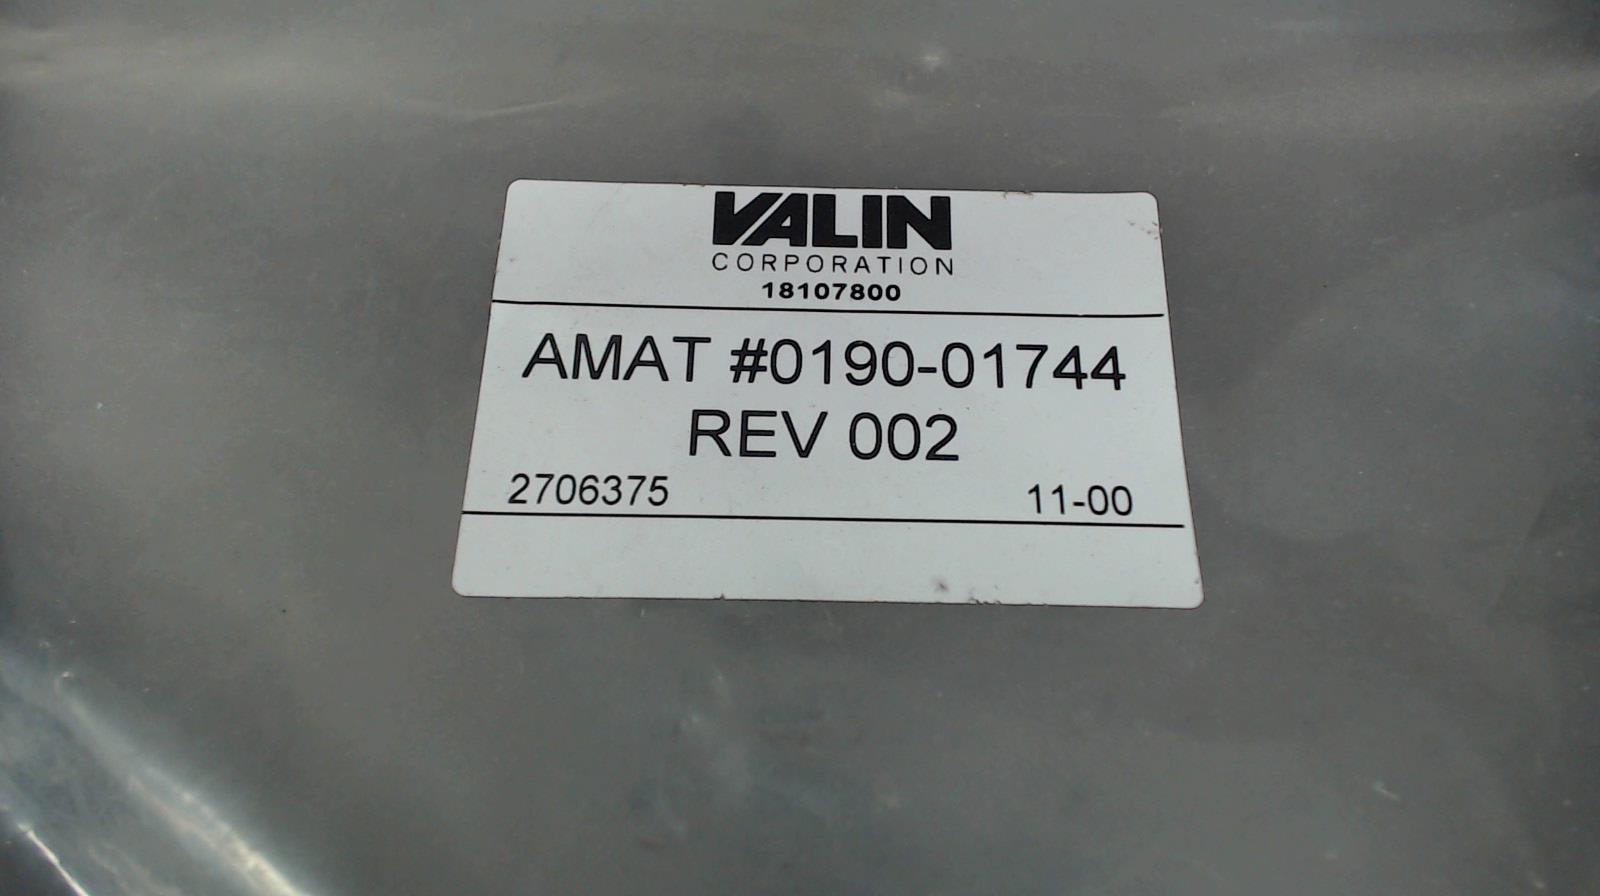 VALIN
CORPORATION
18107800
AMAT #0190-01744
REV 002
2706375 11-00